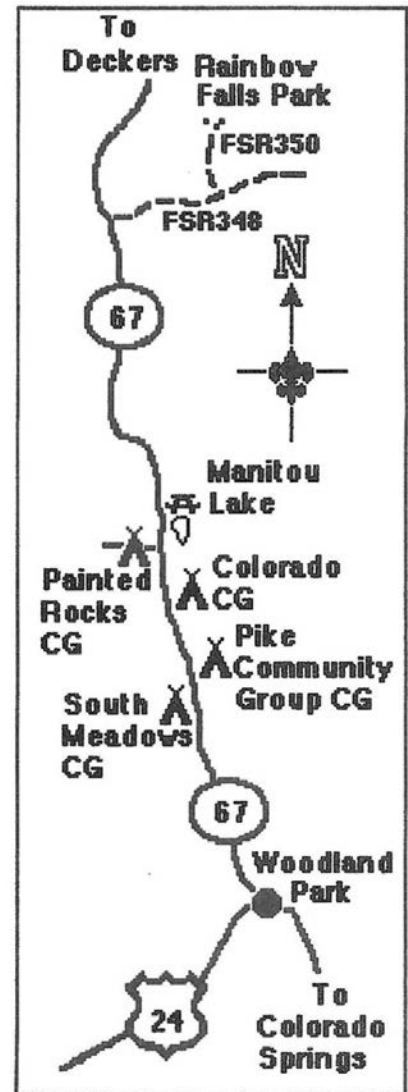 To
Deckers
Rainbow
Falls Park
FSR350
FSR348
N
67
Manitou
Lake
Painted
Rocks
CG
Colorado
CG
Pike
Community
Group CG
South
Meadows
CG
67
Woodland
Park
24
To
Colorado
Springs